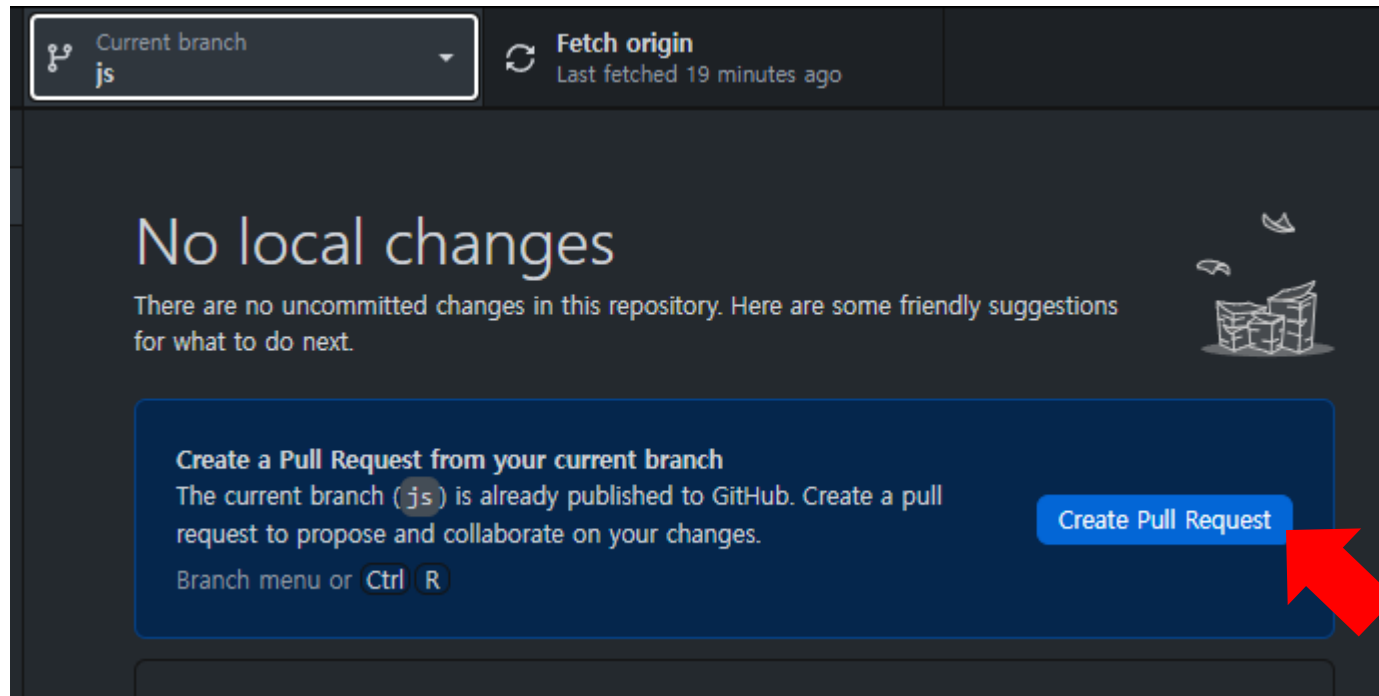 Current branch
js
Fetch origin
Last fetched 19 minutes ago
No local changes
There are no uncommitted changes in this repository. Here are some friendly suggestions
for what to do next.
Create a Pull Request from your current branch
The current branch (js) is already published to GitHub. Create a pull
request to propose and collaborate on your changes.
Branch menu or Ctrl R
Create Pull Request